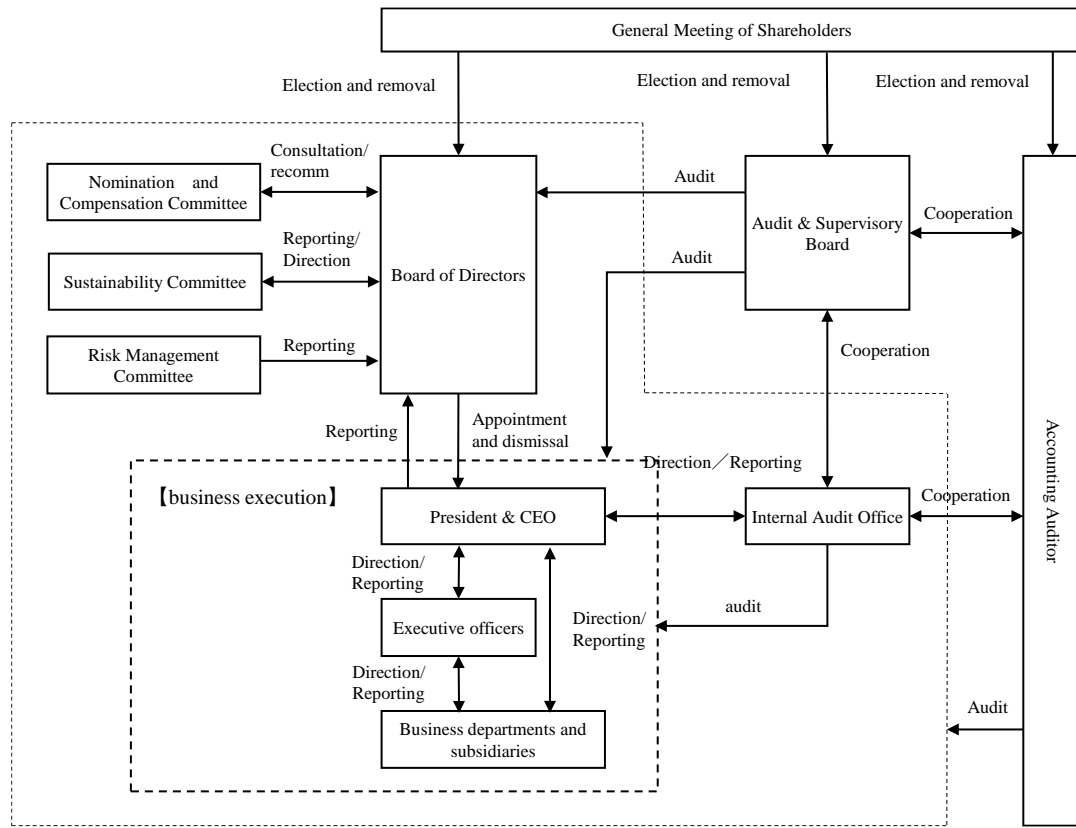 General Meeting of Shareholders
Election and removal
Election and removal
Election and removal
Consultation/
recomm
Nomination and
Compensation Committee
Audit
Audit & Supervisory
Board
Cooperation
Reporting/
Direction
Sustainability Committee
Board of Directors
Audit
Risk Management
Committee
Reporting
Cooperation
Reporting
Appointment
and dismissal
Direction／Reporting
Accounting Auditor
【business execution】
President & CEO
Internal Audit Office
Cooperation
Direction/
Reporting
Executive officers
Direction/
Reporting
audit
Direction/
Reporting
Business departments and
subsidiaries
Audit